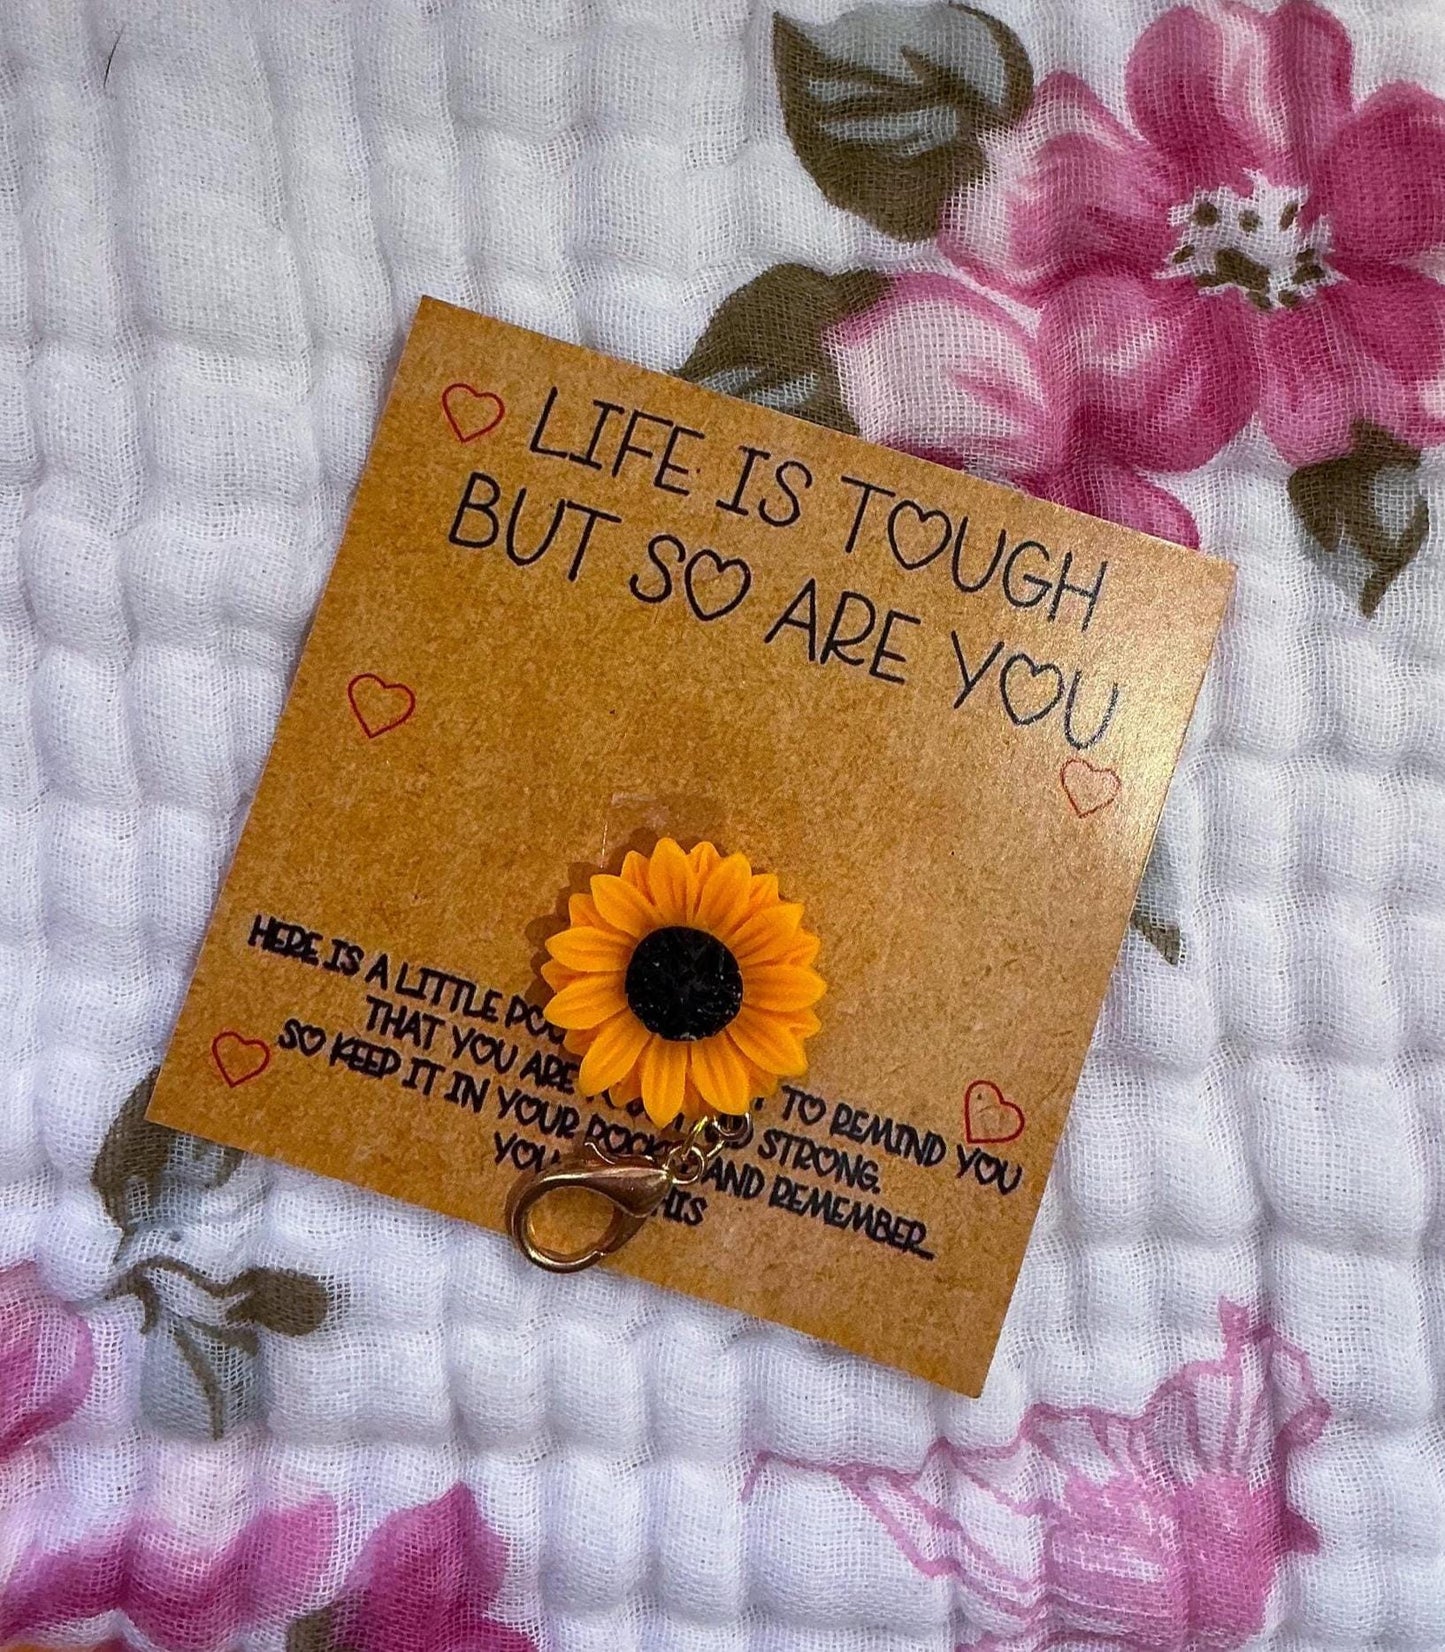 LIFE IS TOUGH
BUT SO ARE YOU
HERE IS A LITTLE TO REMIND YOU
THAT YOU ARE STRONG.
SO KEEP IT IN YOUR AND REMEMBER...